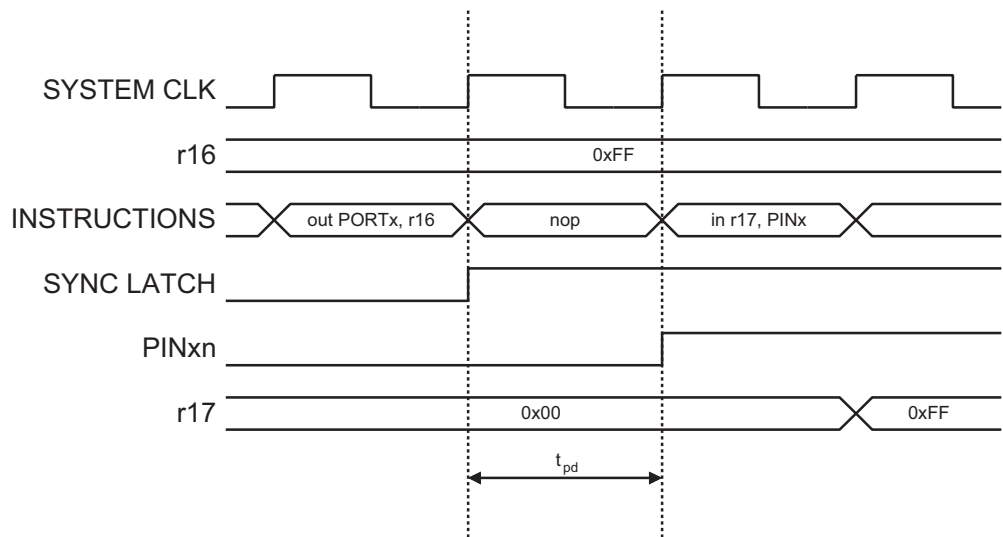 SYSTEM CLK
r16
0xFF
INSTRUCTIONS
out PORTx, r16
nop
in r17, PINx
SYNC LATCH
PINxn
r17
0x00
0xFF
tpd